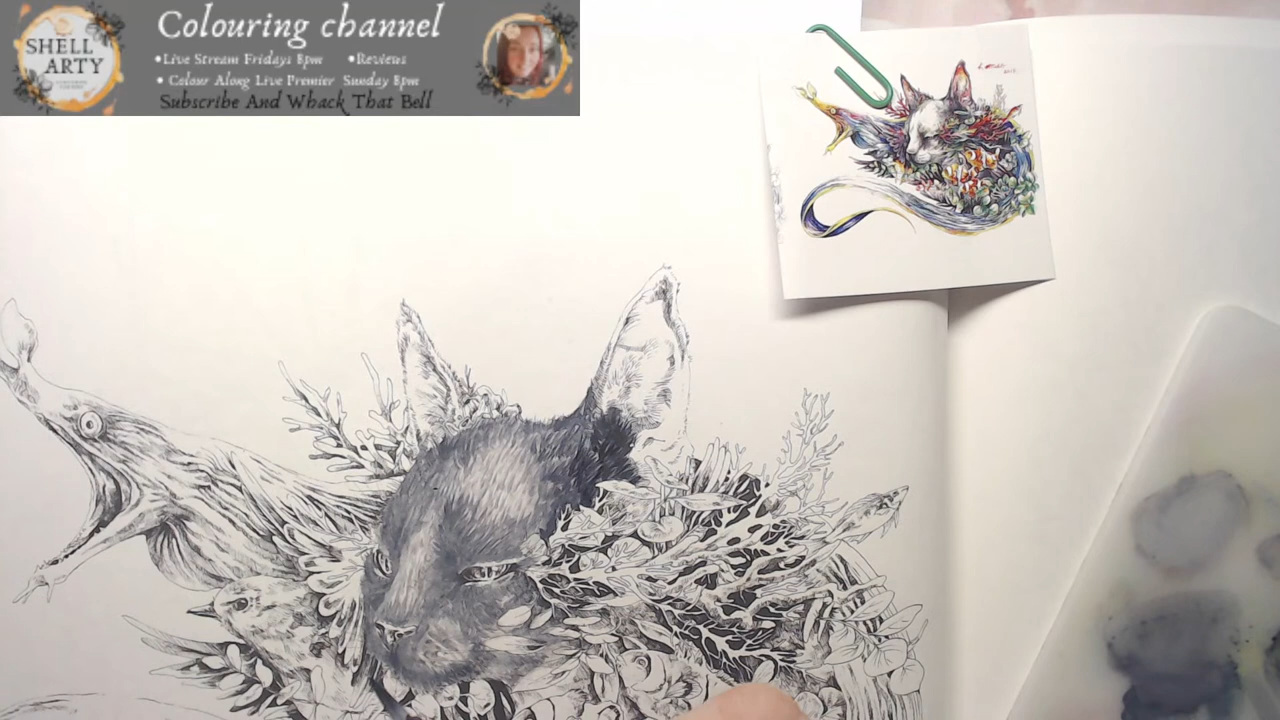 SHELL
ARTY
Colouring channel
•Live Stream Fridays 8pm •Reviews
• Colour Along Live Premier Sunday 8pm
Subscribe And Whack That Bell